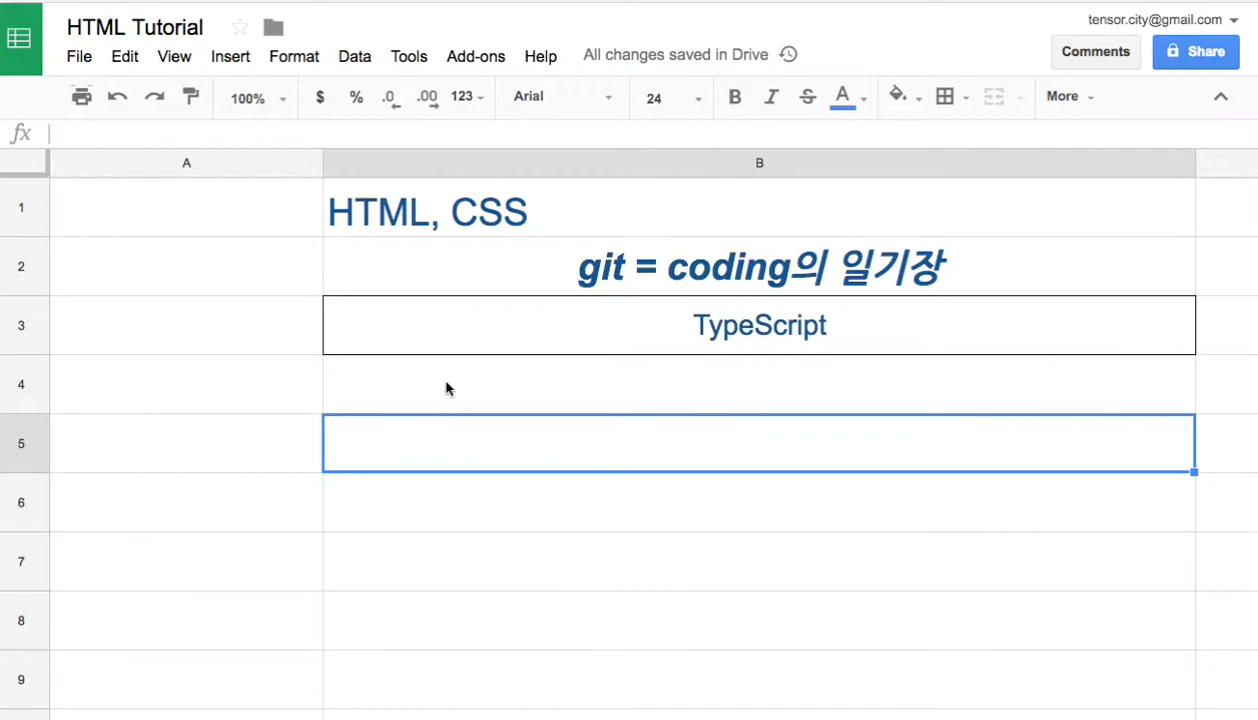 HTML Tutorial
tensor.city@gmail.com
File Edit View Insert Format Data Tools Add-ons Help All changes saved in Drive
Comments Share
100% $ % .0 .00 123 Arial 24 B I S A More
fx
A B
1 HTML, CSS
2 git = coding의 일기장
3 TypeScript
4
5
6
7
8
9